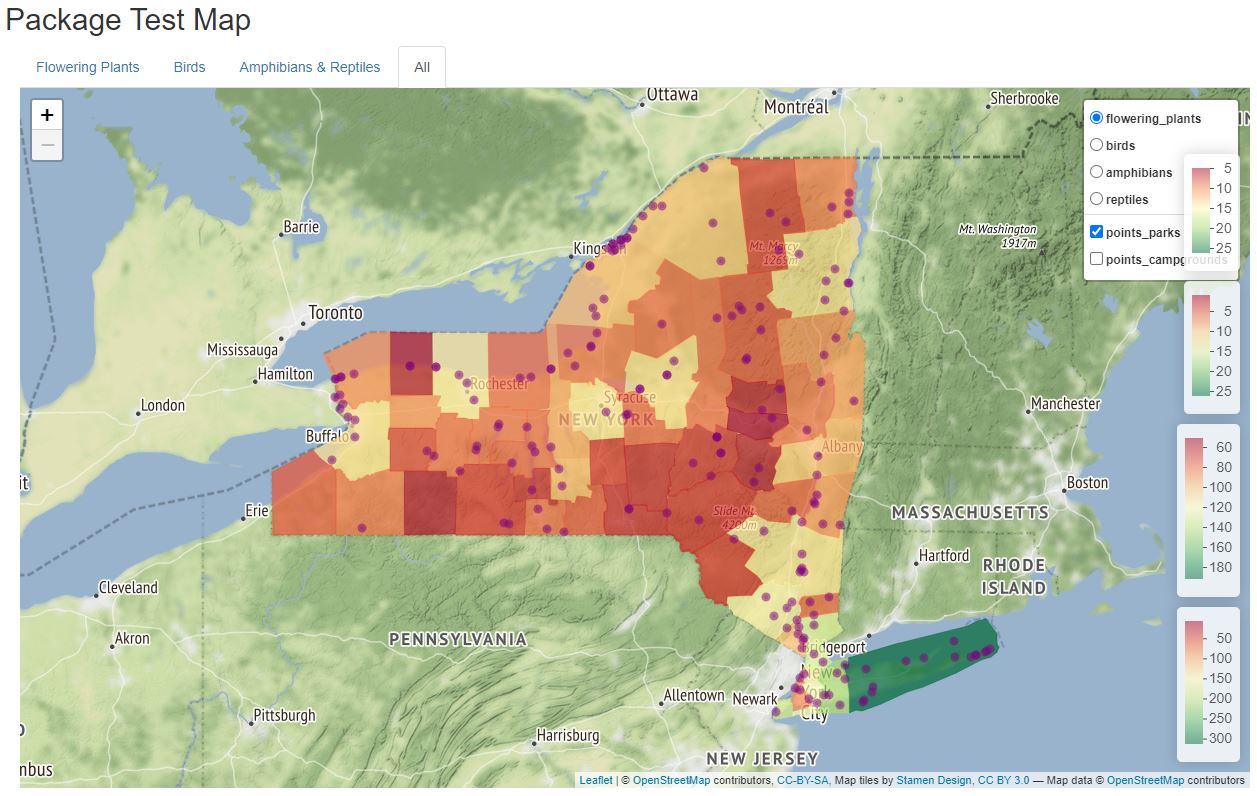 Package Test Map
Flowering Plants
Birds
Amphibians & Reptiles
All
+
−
Ottawa
Montréal
Sherbrooke
flowering_plants
birds
amphibians
reptiles
points_parks
points_campgrounds
5
10
15
20
25
Mt. Washington
1917m
Barrie
Kingston
Mt. Marcy
1265m
Toronto
Mississauga
Hamilton
London
Rochester
Syracuse
NEW YORK
Buffalo
Albany
Manchester
Boston
5
10
15
20
25
Erie
Slide Mt
4200m
MASSACHUSETTS
Hartford
RHODE
ISLAND
60
80
100
120
140
160
180
Cleveland
Akron
PENNSYLVANIA
Bridgeport
New
York
City
Newark
Allentown
Pittsburgh
Harrisburg
NEW JERSEY
50
100
150
200
250
300
mbus
Leaflet | © OpenStreetMap contributors, CC-BY-SA, Map tiles by Stamen Design, CC BY 3.0 — Map data © OpenStreetMap contributors